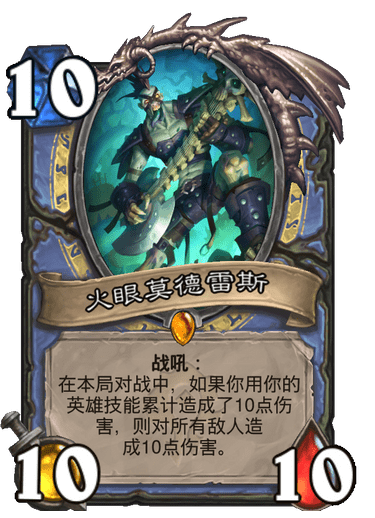 10
火眼莫德雷斯
战吼：
在本局对战中，如果你用你的
英雄技能累计造成了10点伤
害，则对所有敌人造
成10点伤害。
10
10